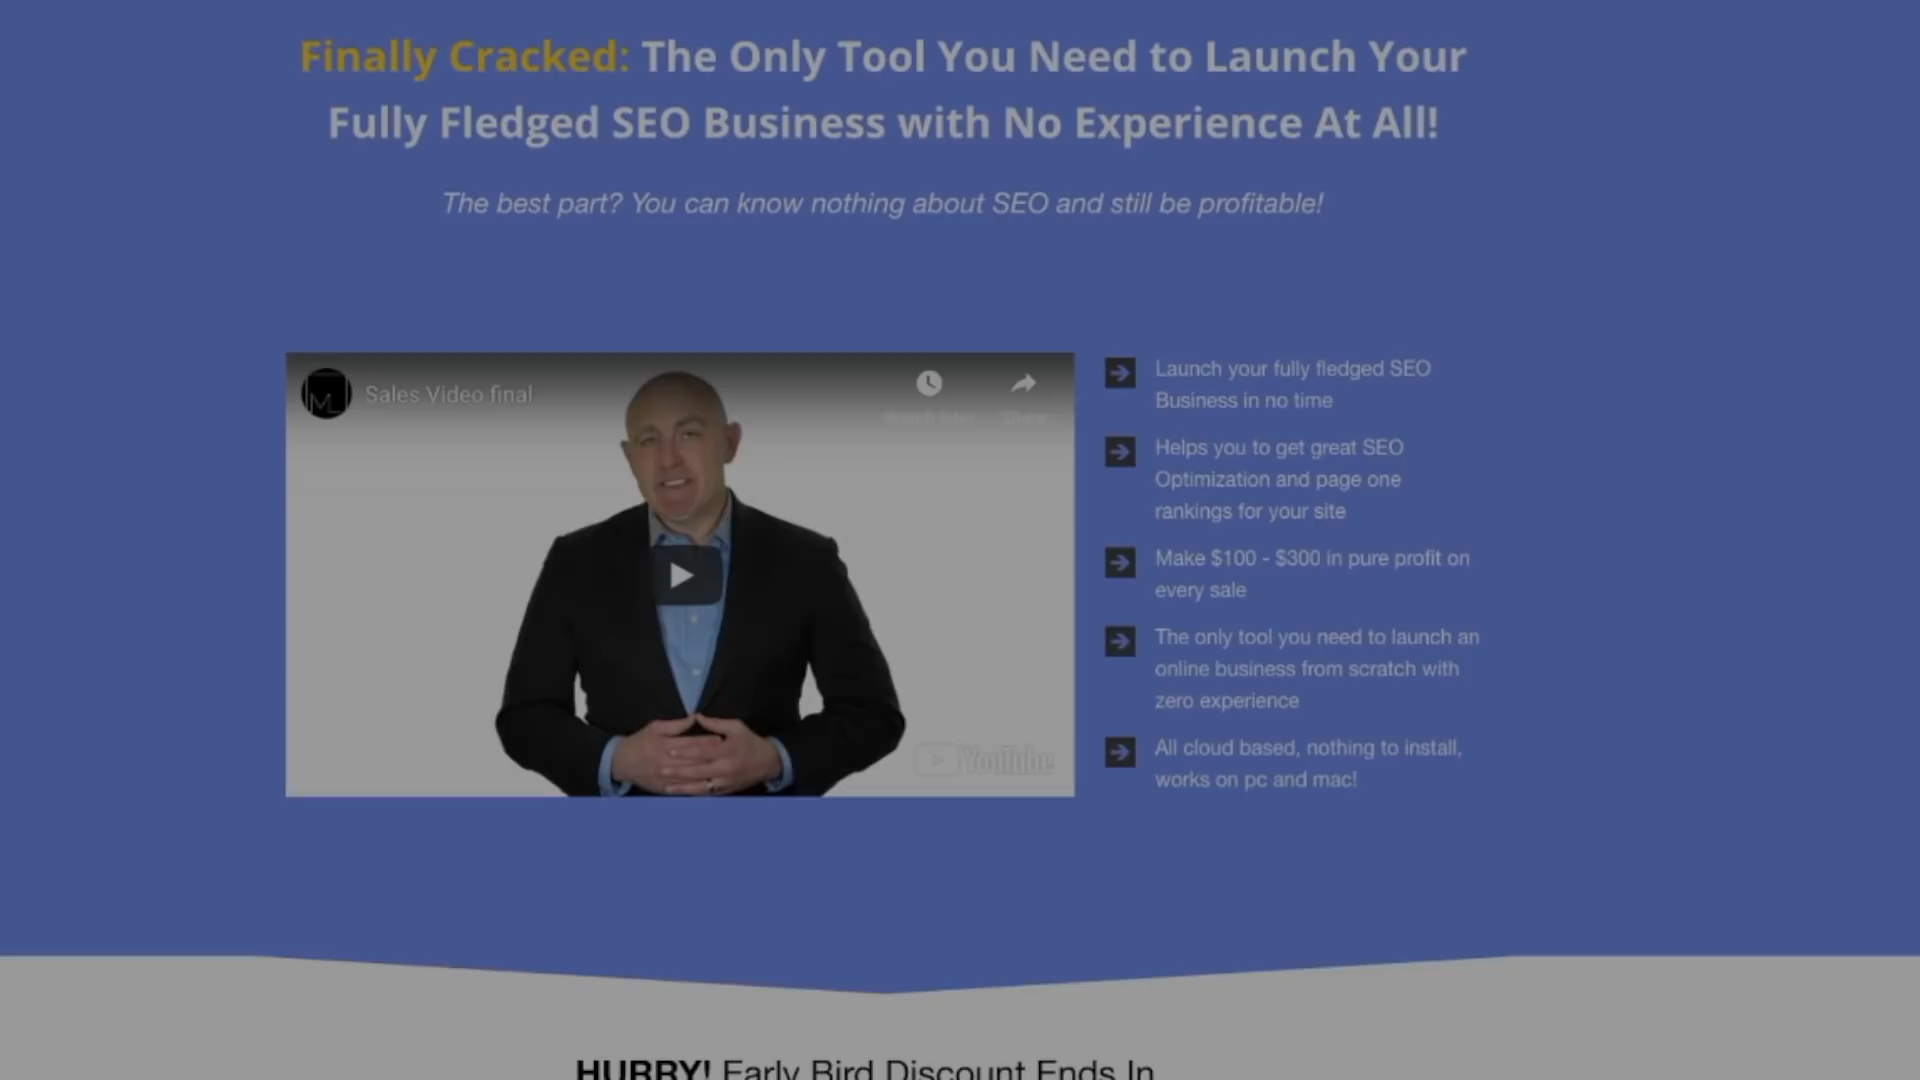 Finally Cracked: The Only Tool You Need to Launch Your
Fully Fledged SEO Business with No Experience At All!
The best part? You can know nothing about SEO and still be profitable!
ML
Sales Video final
Watch later
Share
YouTube
Launch your fully fledged SEO
Business in no time
Helps you to get great SEO
Optimization and page one
rankings for your site
Make $100 - $300 in pure profit on
every sale
The only tool you need to launch an
online business from scratch with
zero experience
All cloud based, nothing to install,
works on pc and mac!
HURRY! Early Bird Discount Ends In